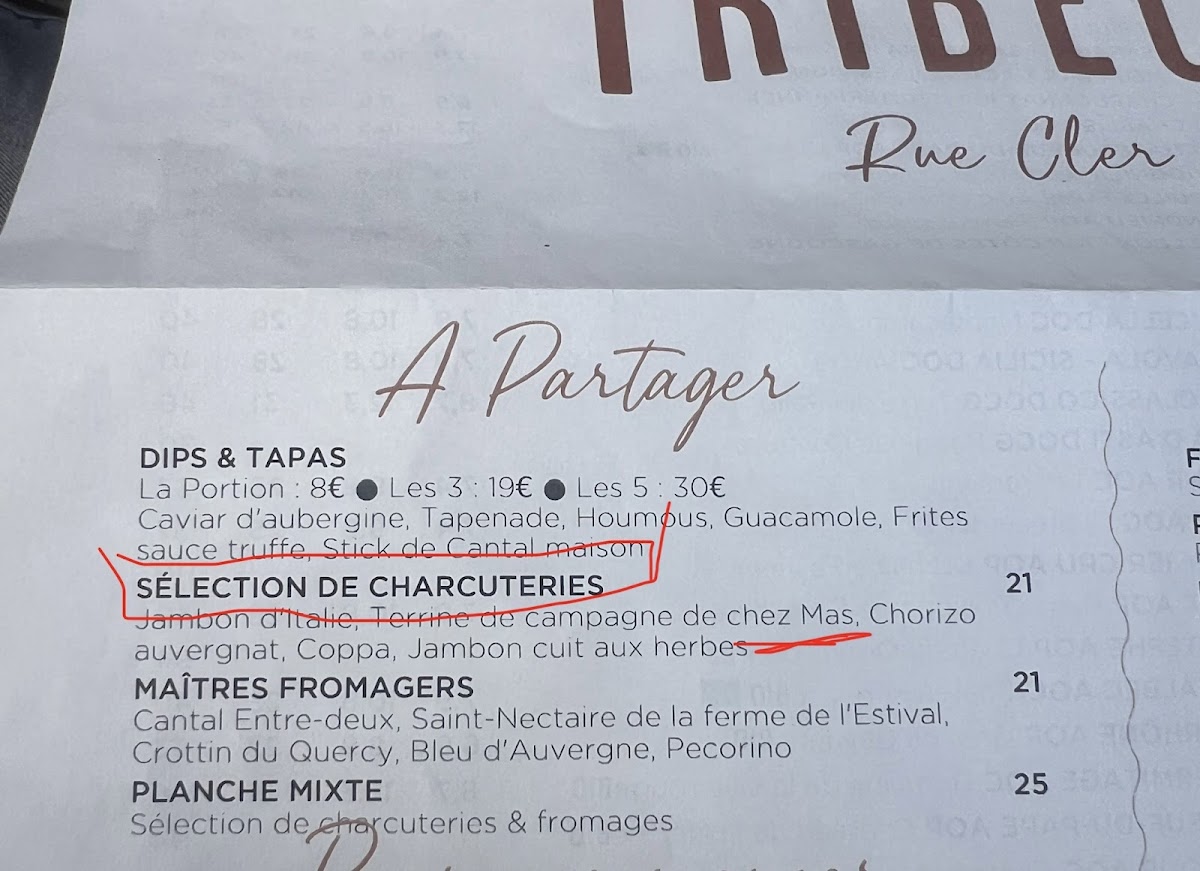 Rue Cler
A Partager
DIPS & TAPAS
La Portion : 8€ ● Les 3 : 19€ ● Les 5 : 30€
Caviar d'aubergine, Tapenade, Houmous, Guacamole, Frites
sauce truffe, Stick de Cantal maison
SÉLECTION DE CHARCUTERIES 21
Jambon d'Italie, Terrine de campagne de chez Mas, Chorizo
auvergnat, Coppa, Jambon cuit aux herbes
MAÎTRES FROMAGERS 21
Cantal Entre-deux, Saint-Nectaire de la ferme de l'Estival,
Crottin du Quercy, Bleu d'Auvergne, Pecorino
PLANCHE MIXTE 25
Sélection de charcuteries & fromages